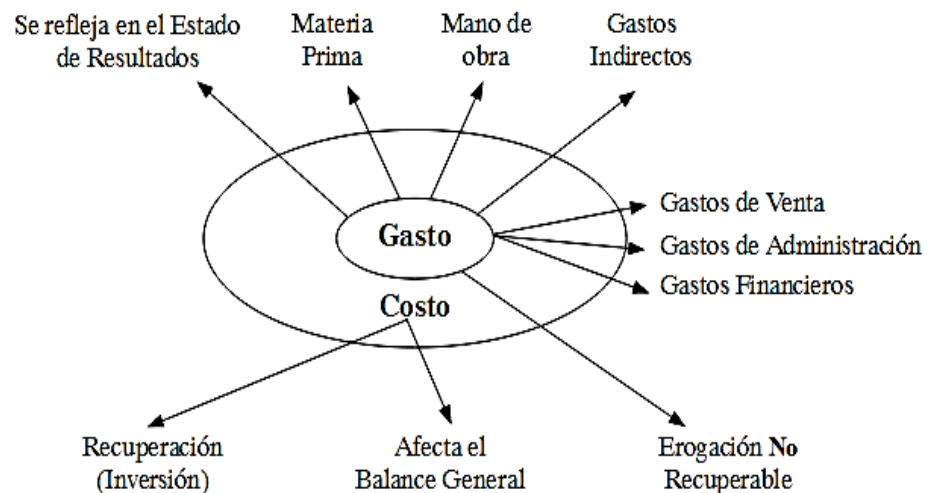 Se refleja en el Estado
de Resultados
Materia
Prima
Mano de
obra
Gastos
Indirectos
Gasto
Gastos de Venta
Gastos de Administración
Gastos Financieros
Costo
Recuperación
(Inversión)
Afecta el
Balance General
Erogación No
Recuperable